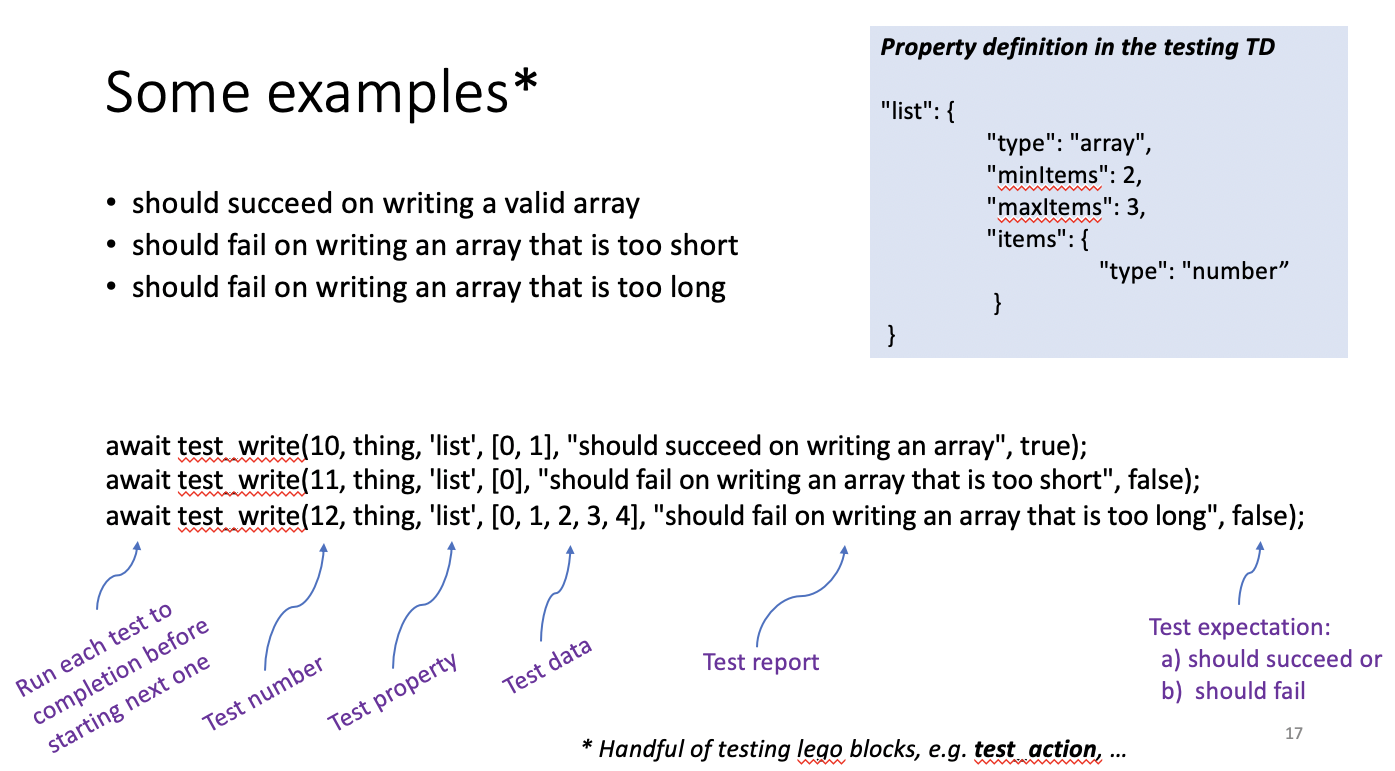 Some examples*
• should succeed on writing a valid array
• should fail on writing an array that is too short
• should fail on writing an array that is too long
Property definition in the testing TD
"list": {
"type": "array",
"minItems": 2,
"maxItems": 3,
"items": {
"type": "number”
}
}
await test_write(10, thing, 'list', [0, 1], "should succeed on writing an array", true);
await test_write(11, thing, 'list', [0], "should fail on writing an array that is too short", false);
await test_write(12, thing, 'list', [0, 1, 2, 3, 4], "should fail on writing an array that is too long", false);
Run each test to
completion before
starting next one
Test number
Test property
Test data
Test report
Test expectation:
a) should succeed or
b) should fail
* Handful of testing lego blocks, e.g. test_action, ...
17